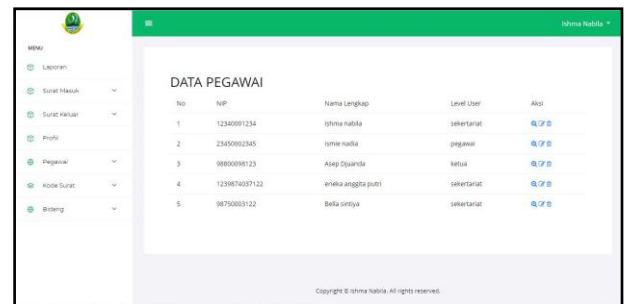 Ishma Nabila
MENU
Laporan
Surat Masuk
Surat Keluar
Profil
Pegawai
Kode Surat
Bidang
DATA PEGAWAI
No NIP Nama Lengkap Level User Aksi
1 12340001234 ishma nabila sekertariat
2 23450002345 ismie nadia pegawai
3 98800098123 Asep Djuanda ketua
4 1239874037122 erieka anggita putri sekertariat
5 98750003122 Bella sintiya sekertariat
Copyright © Ishma Nabila. All rights reserved.